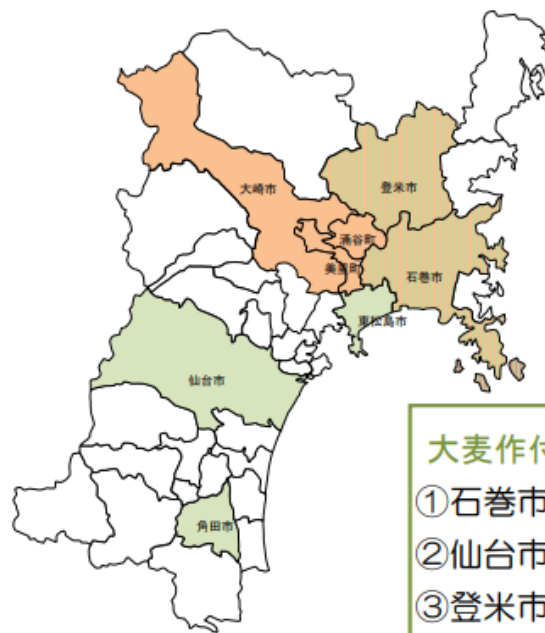 大崎市
登米市
涌谷町
美里町
石巻市
東松島市
仙台市
角田市
大麦作付
①石巻市
②仙台市
③登米市